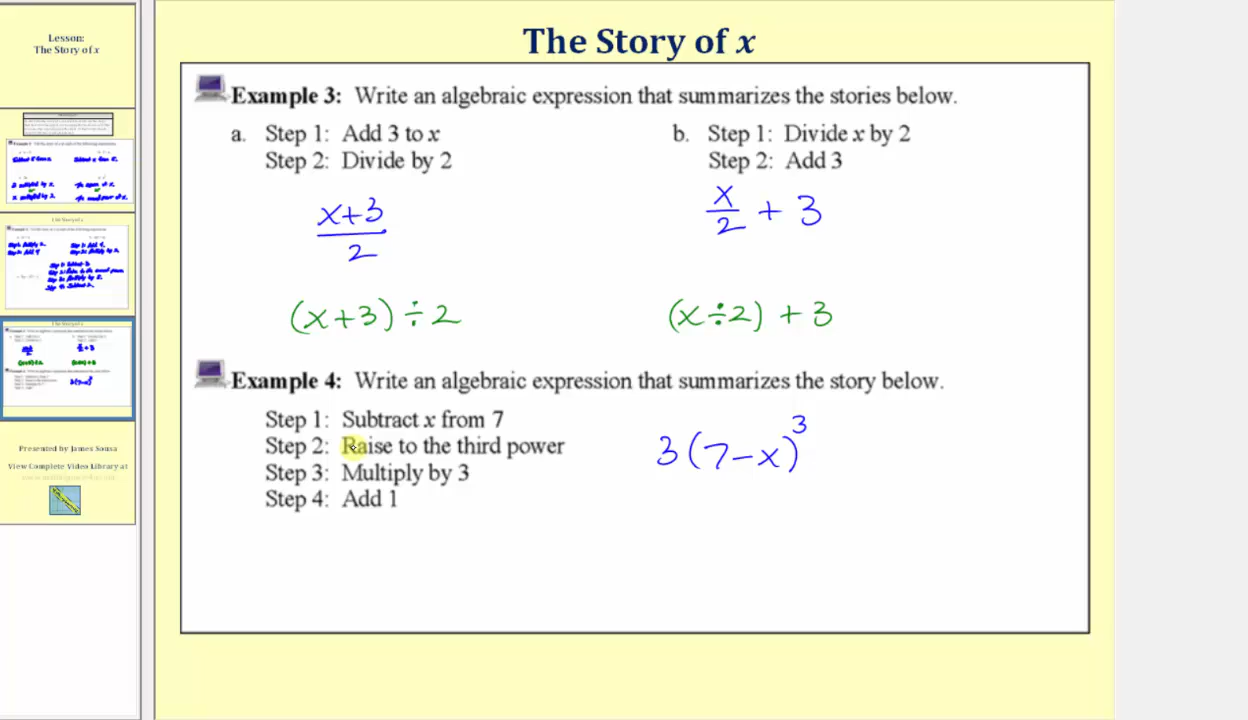 Lesson:
The Story of x
Presented by James Sousa
View Complete Video Library at
The Story of x
Example 3: Write an algebraic expression that summarizes the stories below.
a. Step 1: Add 3 to x
Step 2: Divide by 2
b. Step 1: Divide x by 2
Step 2: Add 3
x+3
2
x
2 + 3
(x+3) ÷ 2
(x÷2) + 3
Example 4: Write an algebraic expression that summarizes the story below.
Step 1: Subtract x from 7
Step 2: Raise to the third power
Step 3: Multiply by 3
Step 4: Add 1
3(7-x)³